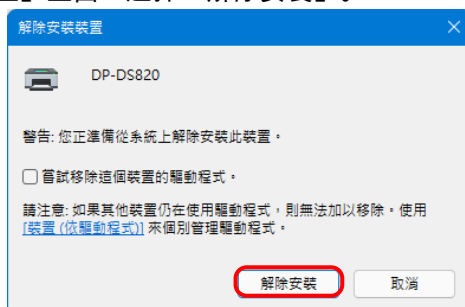 解除安裝裝置
DP-DS820
警告: 您正準備從系統上解除安裝此裝置。
嘗試移除這個裝置的驅動程式。
請注意: 如果其他裝置仍在使用驅動程式，則無法加以移除。使用
[裝置 (依驅動程式)] 來個別管理驅動程式。
解除安裝
取消